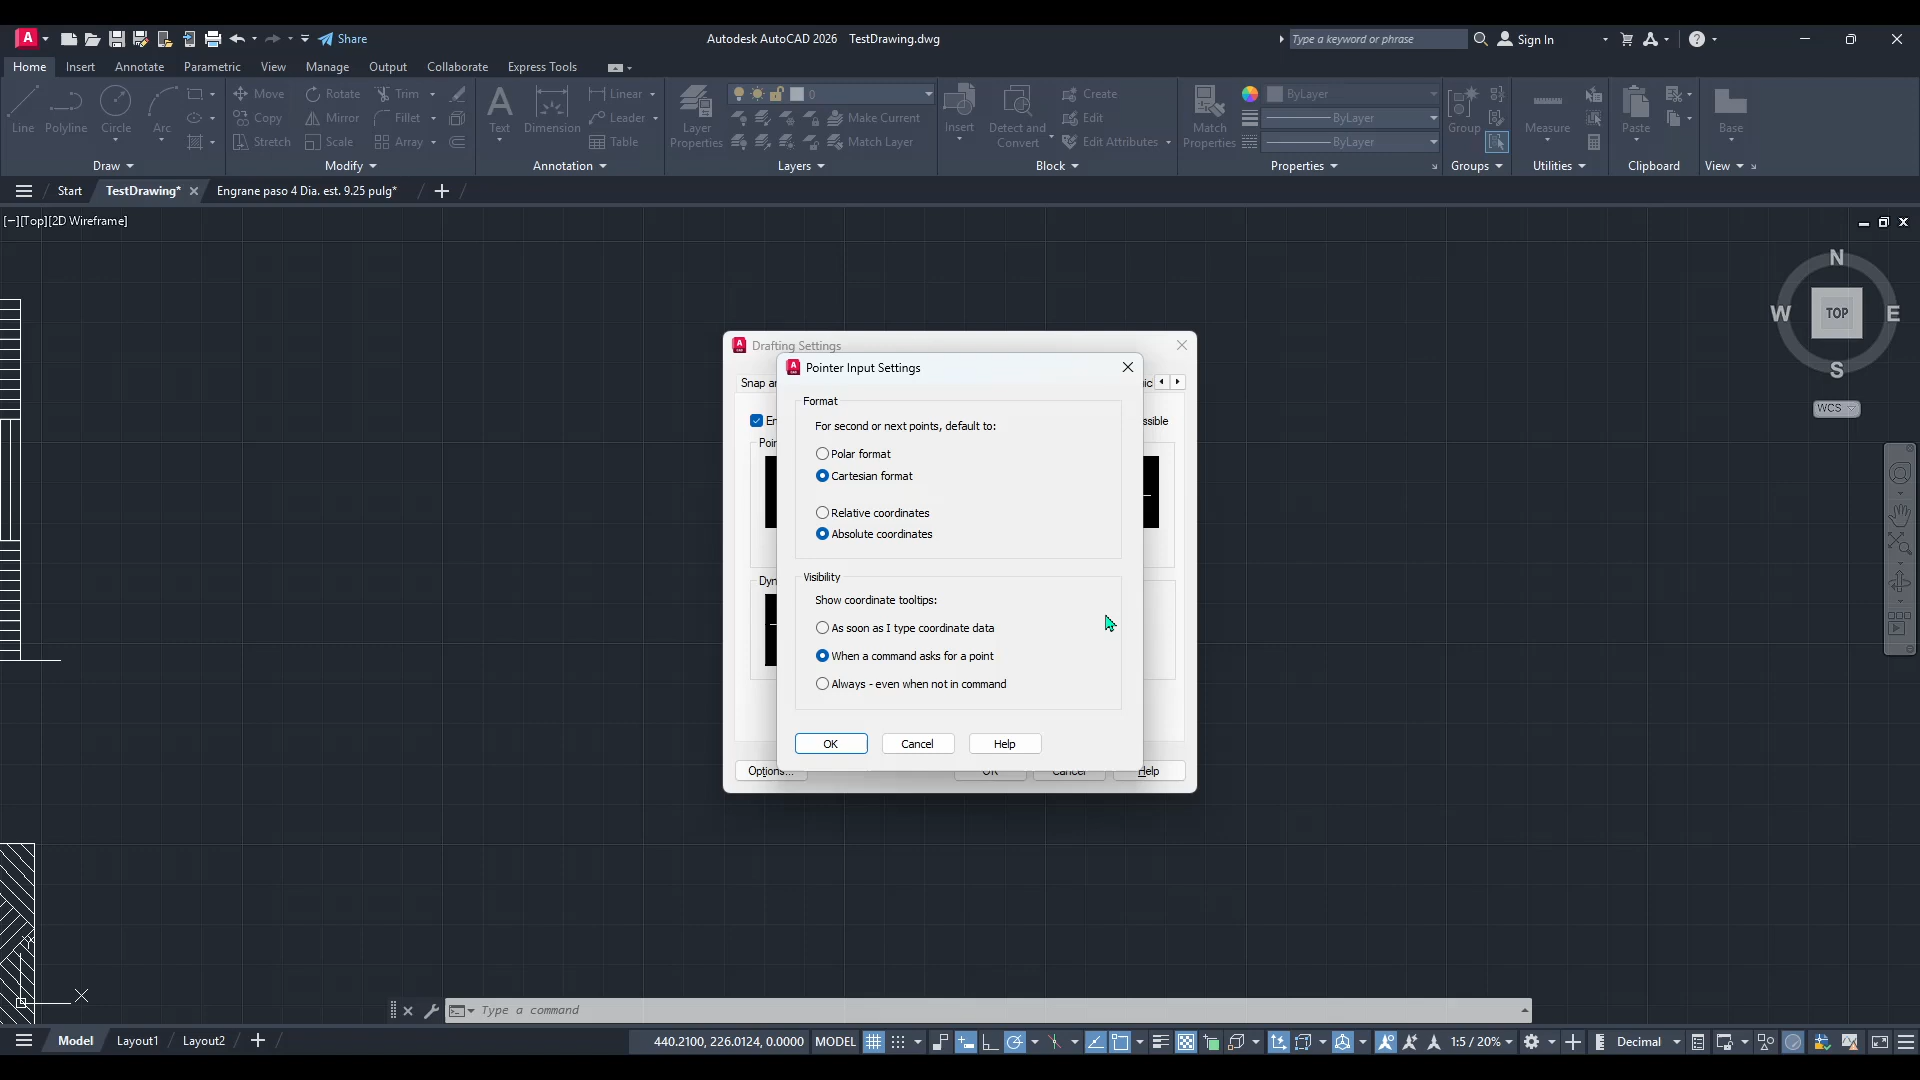 A Share Autodesk AutoCAD 2026 TestDrawing.dwg Type a keyword or phrase Sign In
Home Insert Annotate Parametric View Manage Output Collaborate Express Tools
Line Polyline Circle Arc
Move Rotate Trim
Copy Mirror Fillet
Stretch Scale Array
Text Dimension
Linear
Leader
Table
Layer Properties
0
Make Current
Match Layer
Insert
Detect and Convert
Create
Edit
Edit Attributes
Match Properties
ByLayer
ByLayer
ByLayer
Group
Measure
Paste
Base
Draw Modify Annotation Layers Block Properties Groups Utilities Clipboard View
Start TestDrawing* Engrane paso 4 Dia. est. 9.25 pulg*
[−][Top][2D Wireframe]
N
W TOP E
S
WCS
Drafting Settings
Pointer Input Settings
Snap
Format
For second or next points, default to:
Polar format
Cartesian format
Relative coordinates
Absolute coordinates
Visibility
Show coordinate tooltips:
As soon as I type coordinate data
When a command asks for a point
Always - even when not in command
OK Cancel Help
Options... OK Cancel Help
Y
X
Type a command
Model Layout1 Layout2 440.2100, 226.0124, 0.0000 MODEL 1:5 / 20% Decimal